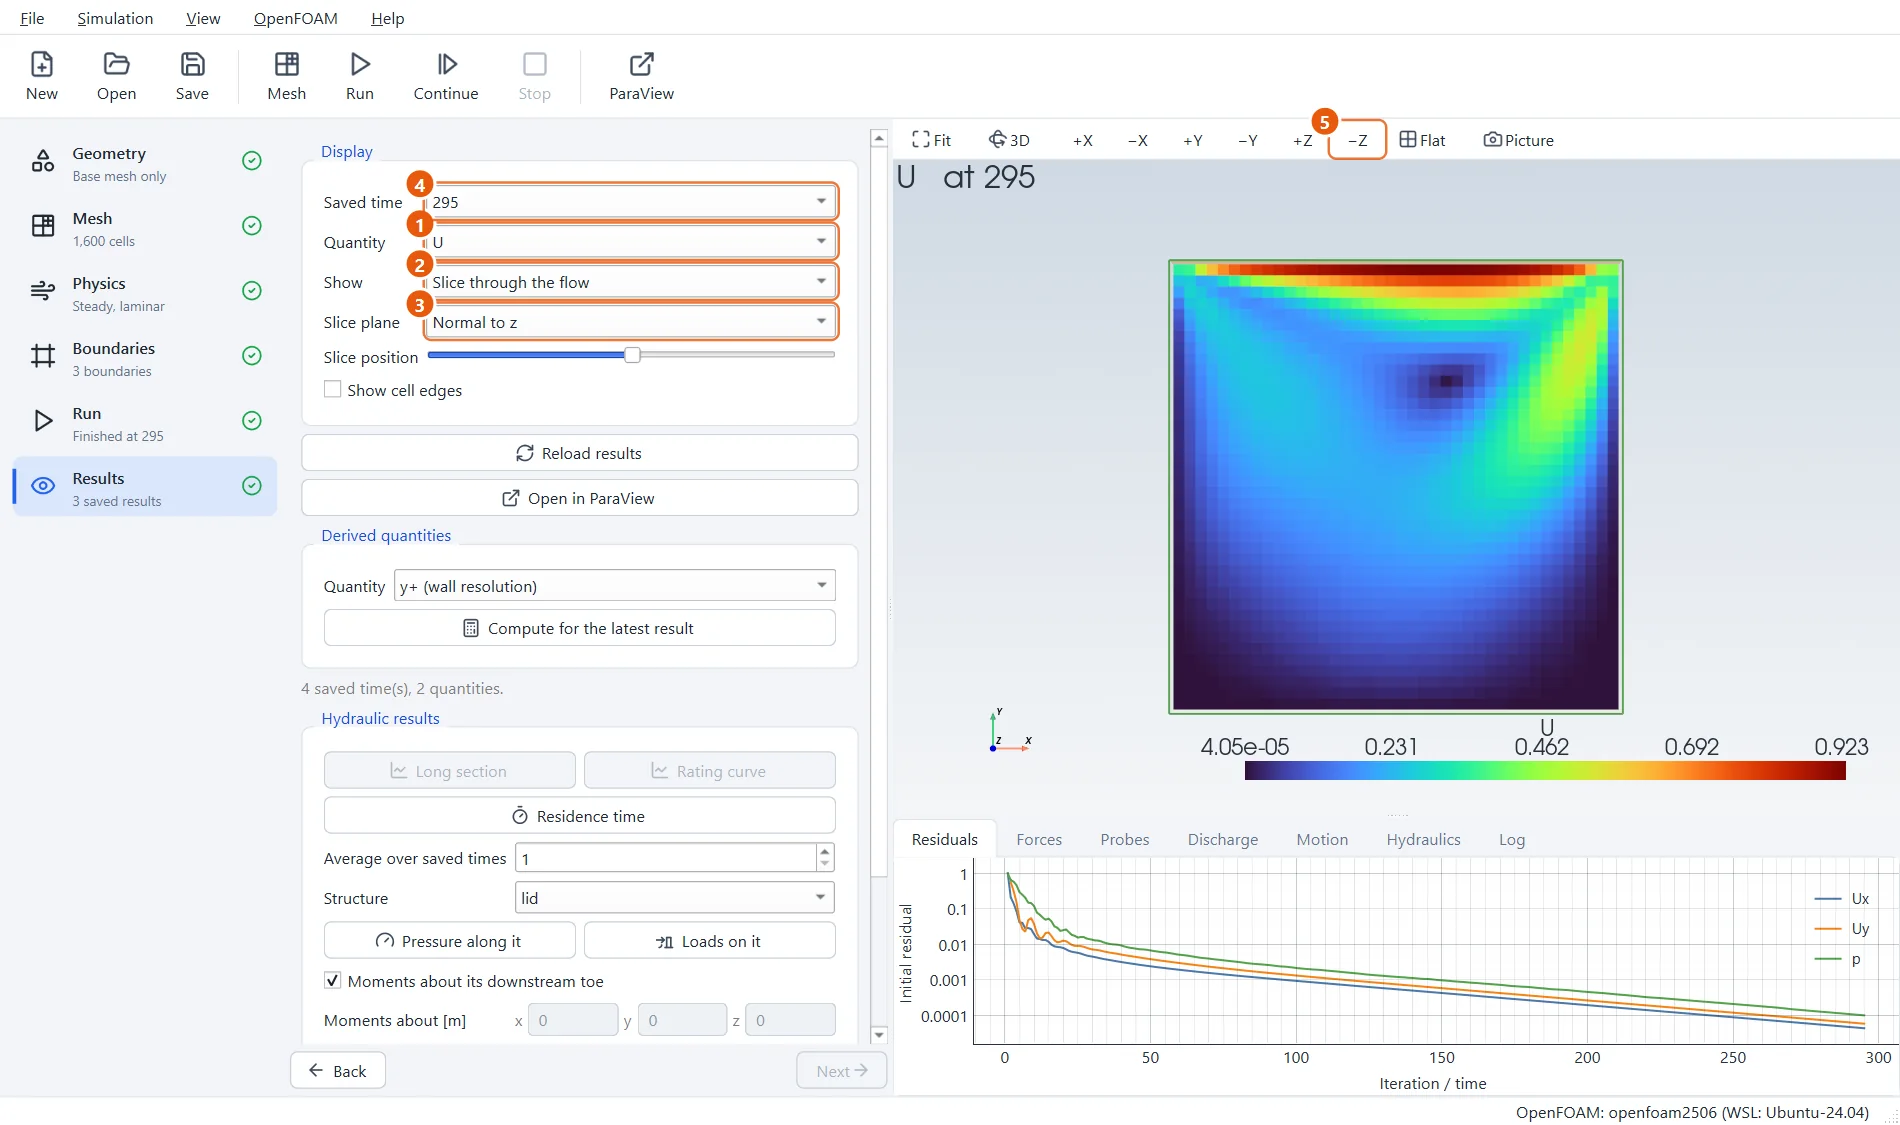 File Simulation View OpenFOAM Help
New Open Save Mesh Run Continue Stop ParaView
Geometry
Base mesh only
Mesh
1,600 cells
Physics
Steady, laminar
Boundaries
3 boundaries
Run
Finished at 295
Results
3 saved results
Display
4
Saved time 295
1
Quantity U
2
Show Slice through the flow
3
Slice plane Normal to z
Slice position
Show cell edges
Reload results
Open in ParaView
Derived quantities
Quantity y+ (wall resolution)
Compute for the latest result
4 saved time(s), 2 quantities.
Hydraulic results
Long section Rating curve
Residence time
Average over saved times 1
Structure lid
Pressure along it Loads on it
Moments about its downstream toe
Moments about [m] x 0 y 0 z 0
Back Next
5
Fit 3D +X −X +Y −Y +Z −Z Flat Picture
U at 295
Y
Z X
U
4.05e-05 0.231 0.462 0.692 0.923
Residuals Forces Probes Discharge Motion Hydraulics Log
Initial residual
1
0.1
0.01
0.001
0.0001
Ux
Uy
p
0 50 100 150 200 250 300
Iteration / time
OpenFOAM: openfoam2506 (WSL: Ubuntu-24.04)